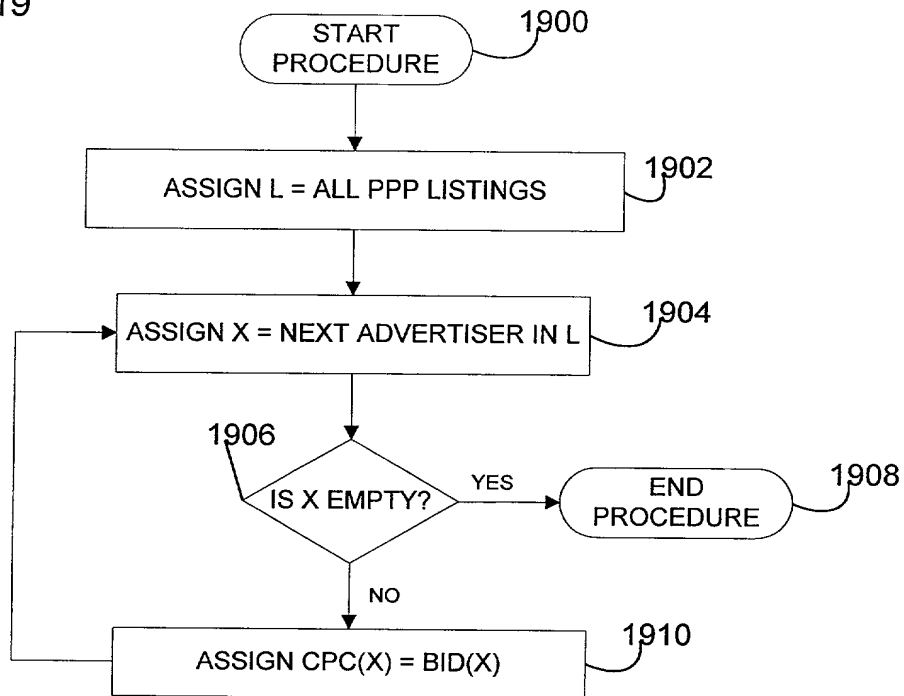 19
START
PROCEDURE
1900
ASSIGN L = ALL PPP LISTINGS
1902
ASSIGN X = NEXT ADVERTISER IN L
1904
1906
IS X EMPTY?
YES
END
PROCEDURE
1908
NO
ASSIGN CPC(X) = BID(X)
1910